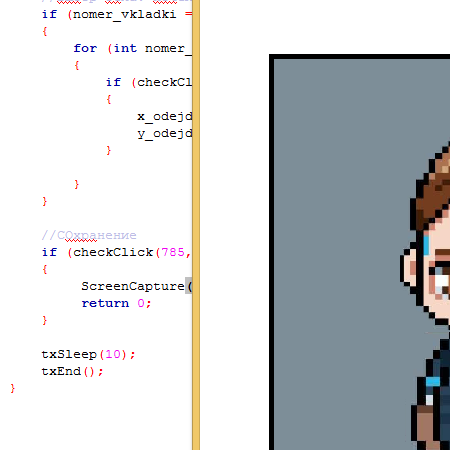 if (nomer_vkladki =
{
for (int nomer_
{
if (checkCl
{
x_odejd
y_odejd
}
}
}
//СОхранение
if (checkClick(785,
{
ScreenCapture(
return 0;
}
txSleep(10);
txEnd();
}